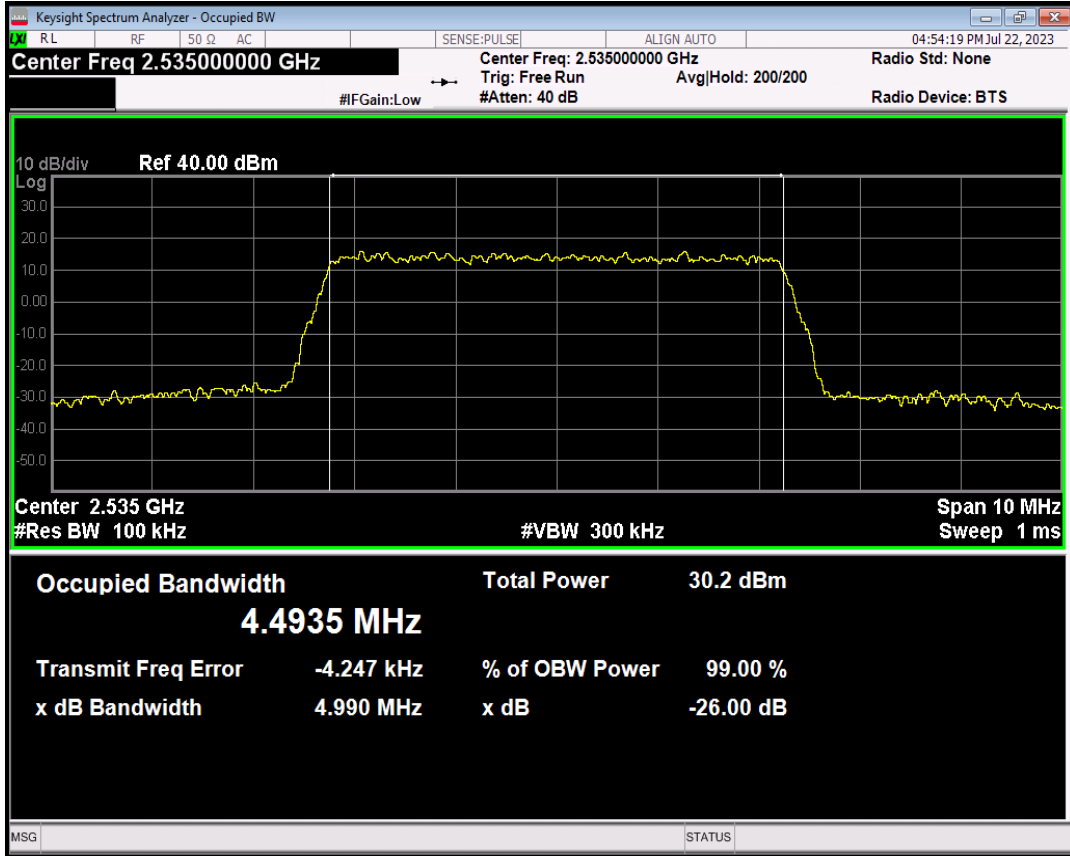 Keysight Spectrum Analyzer - Occupied BW
LXI RL RF 50 Ω AC SENSE:PULSE ALIGN AUTO 04:54:19 PM Jul 22, 2023
Center Freq 2.535000000 GHz Center Freq: 2.535000000 GHz Radio Std: None
Trig: Free Run Avg|Hold: 200/200
#IFGain:Low #Atten: 40 dB Radio Device: BTS
10 dB/div Ref 40.00 dBm
Log
30.0
20.0
10.0
0.00
-10.0
-20.0
-30.0
-40.0
-50.0
Center 2.535 GHz Span 10 MHz
#Res BW 100 kHz #VBW 300 kHz Sweep 1 ms
Occupied Bandwidth Total Power 30.2 dBm
4.4935 MHz
Transmit Freq Error -4.247 kHz % of OBW Power 99.00 %
x dB Bandwidth 4.990 MHz x dB -26.00 dB
MSG STATUS